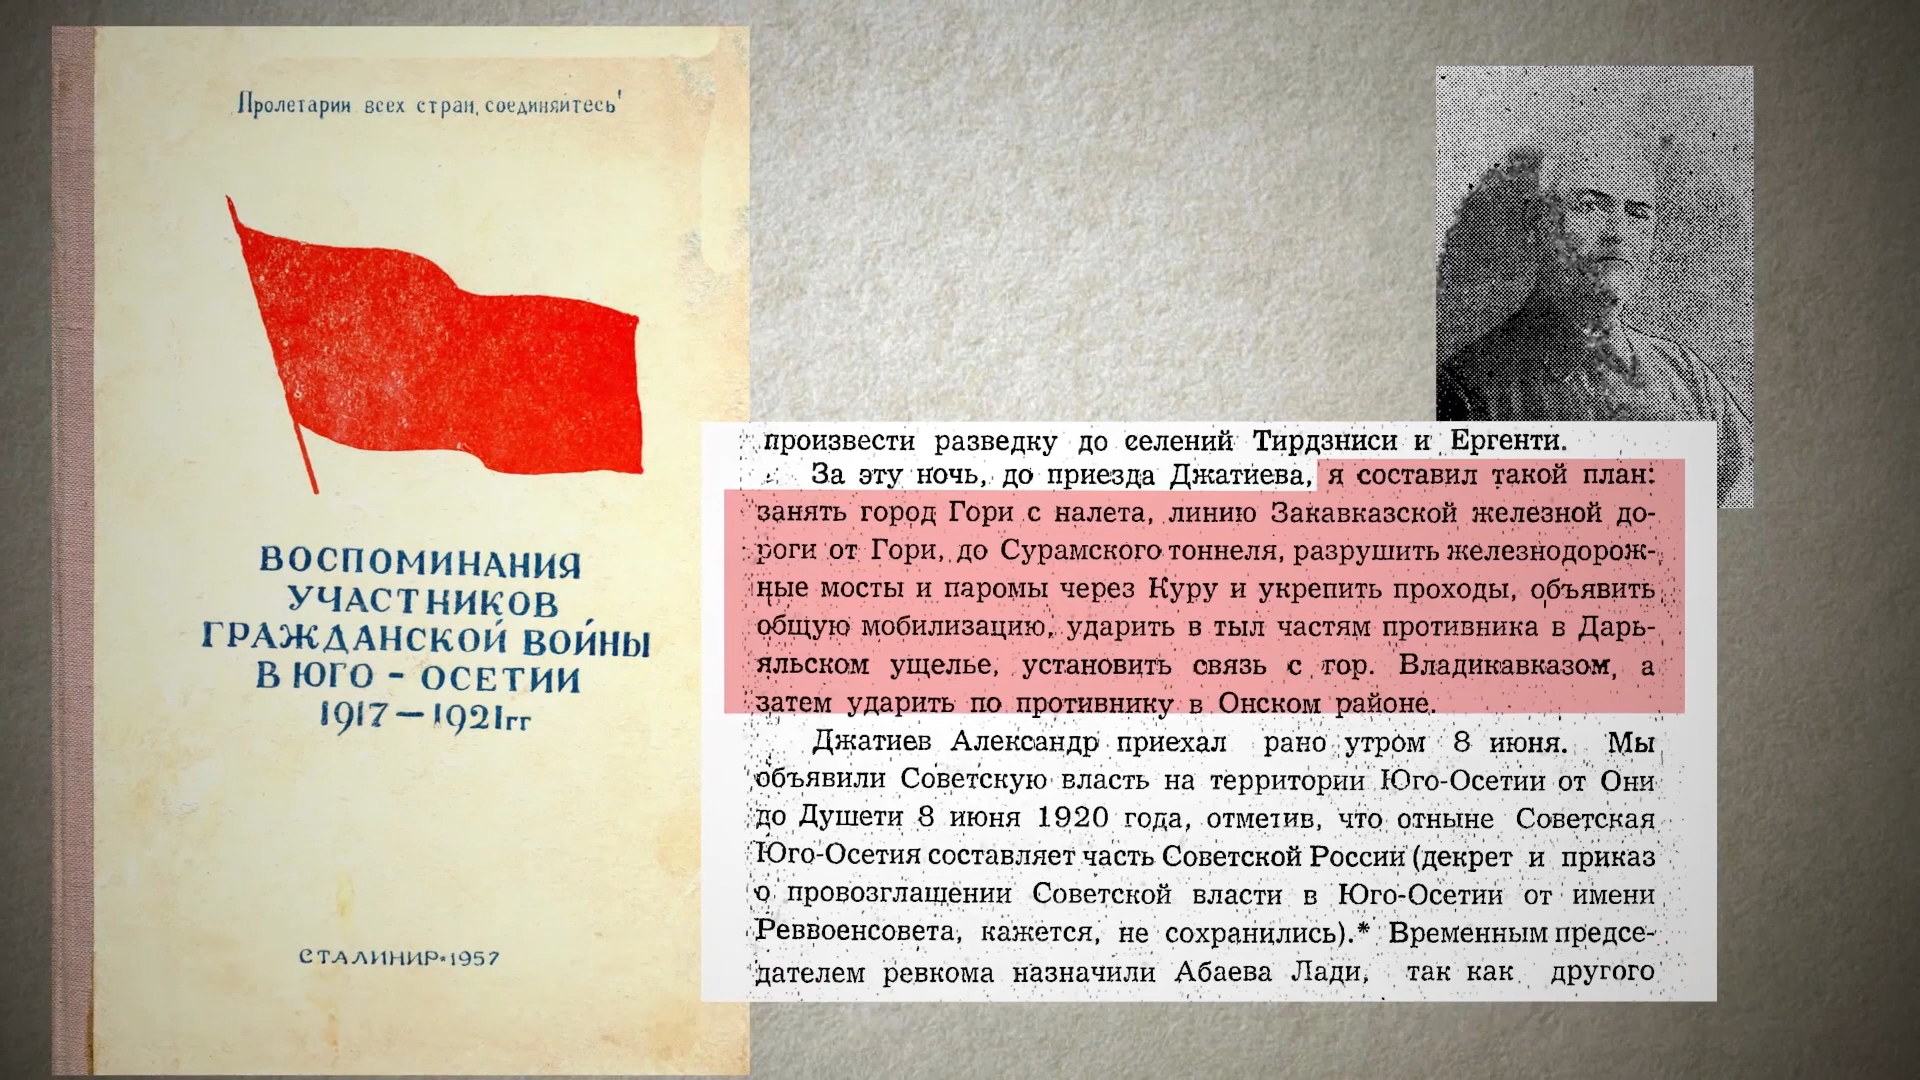 Пролетарии всех стран, соединяйтесь!
ВОСПОМИНАНИЯ
УЧАСТНИКОВ
ГРАЖДАНСКОЙ ВОЙНЫ
В ЮГО - ОСЕТИИ
1917 — 1921 гг
СТАЛИНИР • 1957
произвести разведку до селений Тирдзниси и Ергенти.
За эту ночь, до приезда Джатиева, я составил такой план:
занять город Гори с налета, линию Закавказской железной до-
роги от Гори, до Сурамского тоннеля, разрушить железнодорож-
ные мосты и паромы через Куру и укрепить проходы, объявить
общую мобилизацию, ударить в тыл частям противника в Дарь-
яльском ущелье, установить связь с гор. Владикавказом, а
затем ударить по противнику в Онском районе.
Джатиев Александр приехал рано утром 8 июня. Мы
объявили Советскую власть на территории Юго-Осетии от Они
до Душети 8 июня 1920 года, отметив, что отныне Советская
Юго-Осетия составляет часть Советской России (декрет и приказ
о провозглашении Советской власти в Юго-Осетии от имени
Реввоенсовета, кажется, не сохранились).* Временным предсе-
дателем ревкома назначили Абаева Лади, так как другого